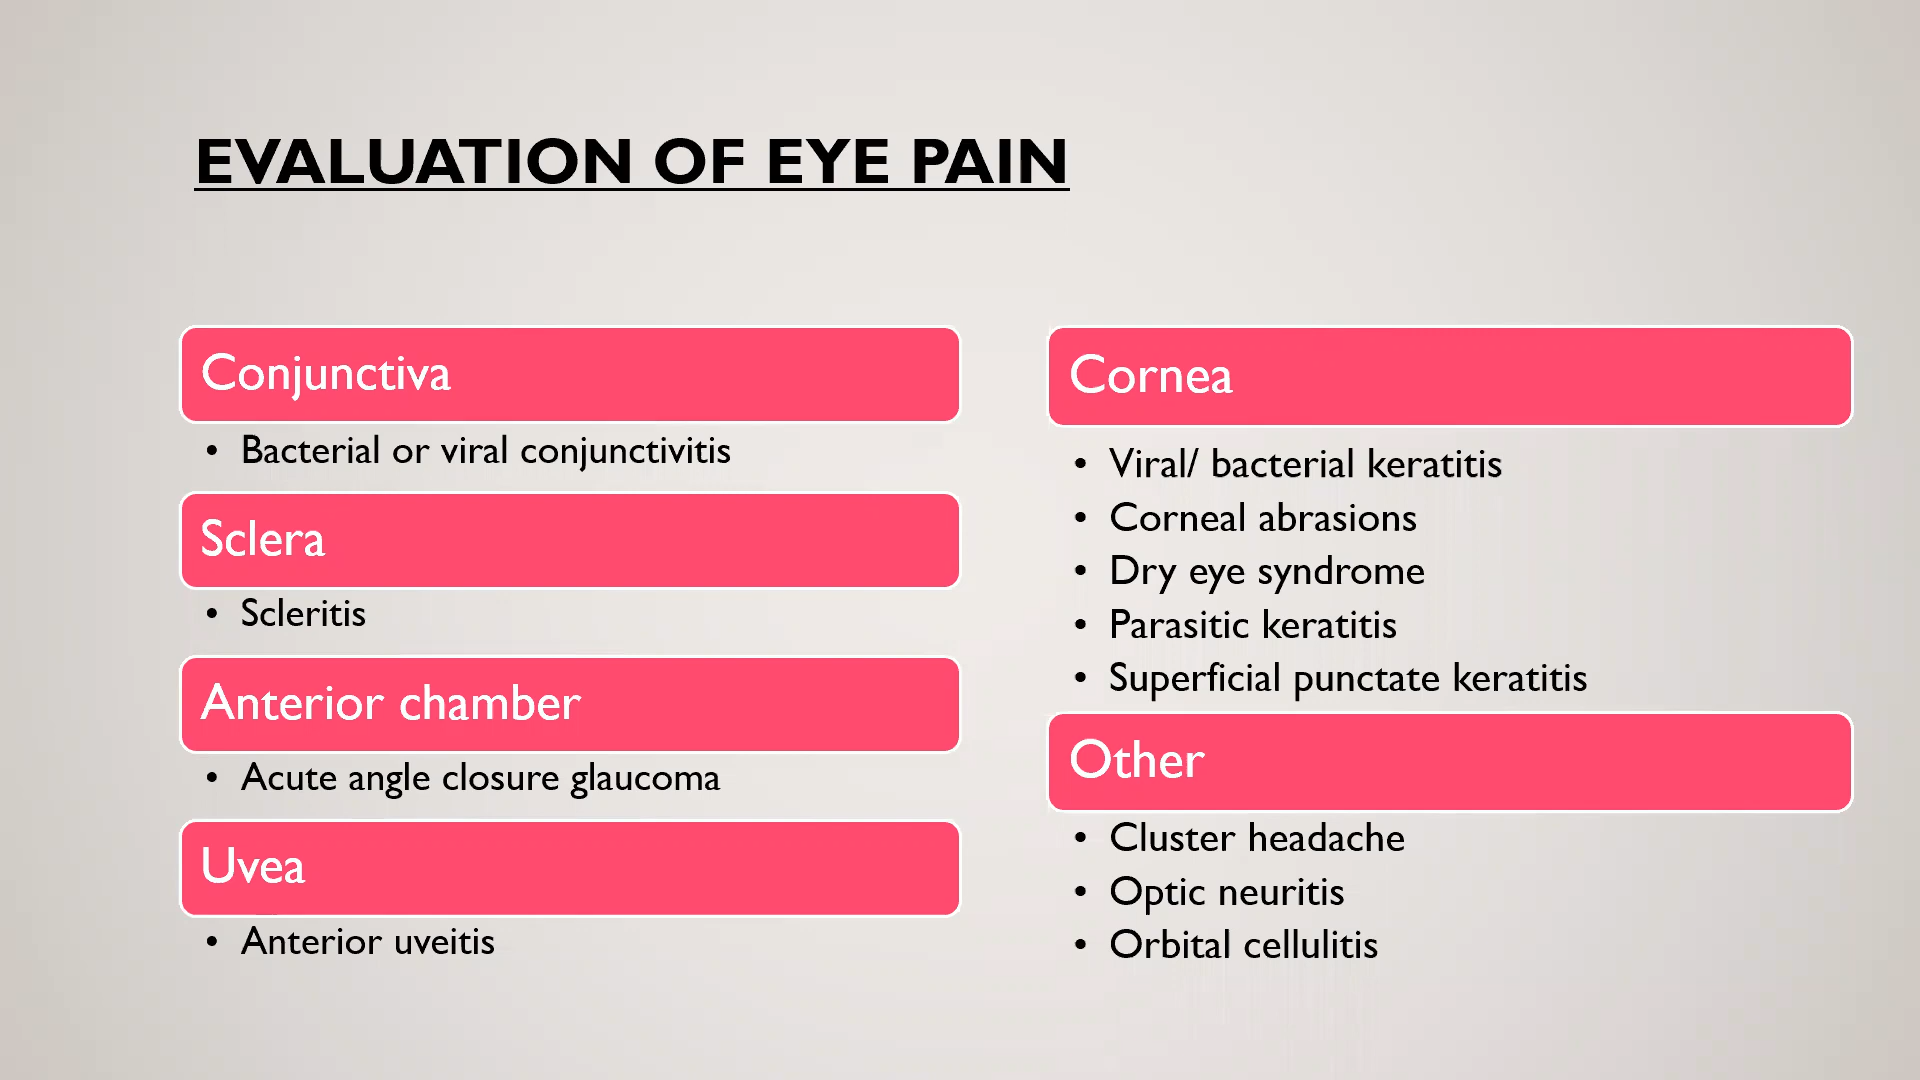 EVALUATION OF EYE PAIN
Conjunctiva
• Bacterial or viral conjunctivitis
Sclera
• Scleritis
Anterior chamber
• Acute angle closure glaucoma
Uvea
• Anterior uveitis
Cornea
• Viral/ bacterial keratitis
• Corneal abrasions
• Dry eye syndrome
• Parasitic keratitis
• Superficial punctate keratitis
Other
• Cluster headache
• Optic neuritis
• Orbital cellulitis